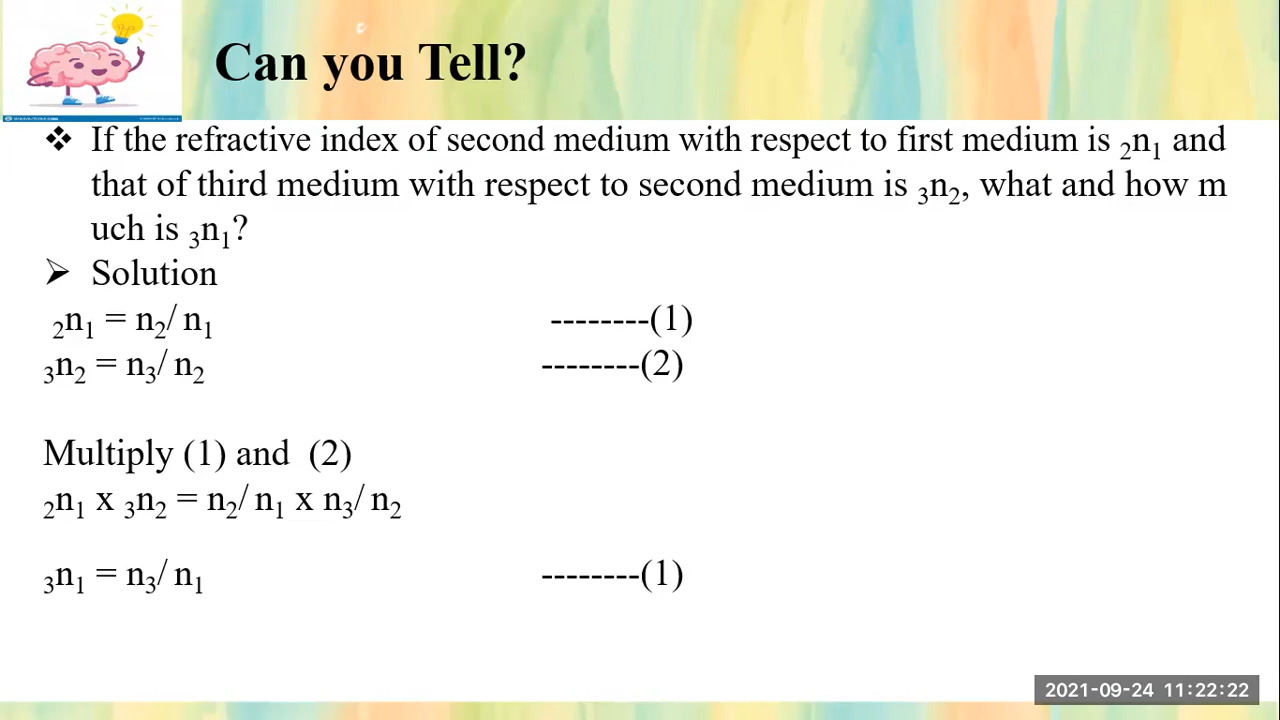 Can you Tell?
❖ If the refractive index of second medium with respect to first medium is ₂n₁ and
that of third medium with respect to second medium is ₃n₂, what and how m
uch is ₃n₁?
➢ Solution
₂n₁ = n₂/ n₁ --------(1)
₃n₂ = n₃/ n₂ --------(2)
Multiply (1) and (2)
₂n₁ x ₃n₂ = n₂/ n₁ x n₃/ n₂
₃n₁ = n₃/ n₁ --------(1)
2021-09-24 11:22:22